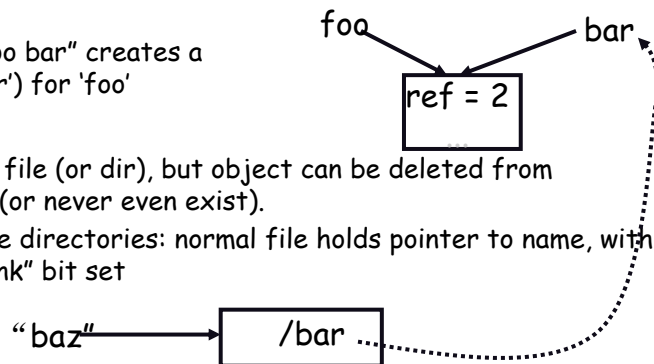 foo
bar
oo bar” creates a
r’) for ‘foo’
ref = 2
...
file (or dir), but object can be deleted from
(or never even exist).
e directories: normal file holds pointer to name, with
nk” bit set
“baz”
/bar